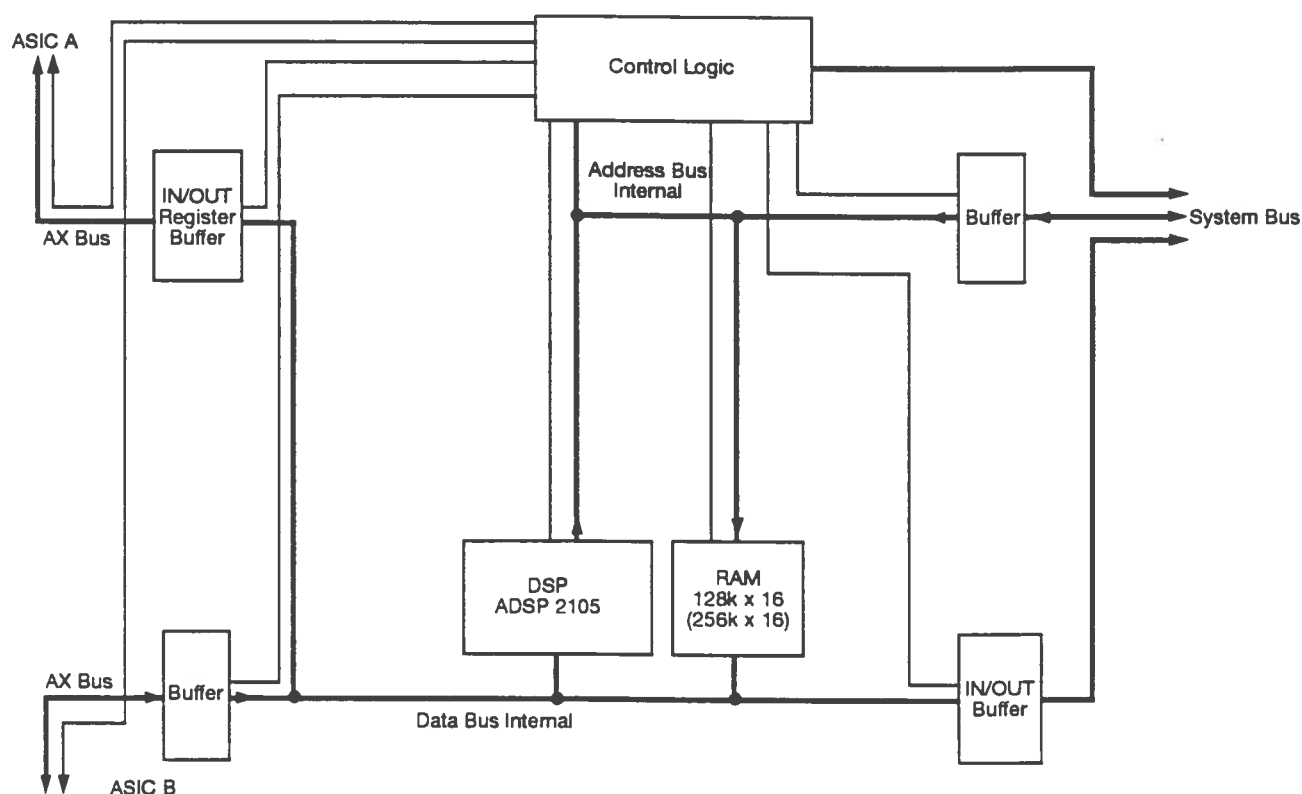 ASIC A
Control Logic
Address Bus
Internal
IN/OUT
Register
Buffer
Buffer
System Bus
AX Bus
DSP
ADSP 2105
RAM
128k x 16
(256k x 16)
AX Bus
Buffer
IN/OUT
Buffer
Data Bus Internal
ASIC B